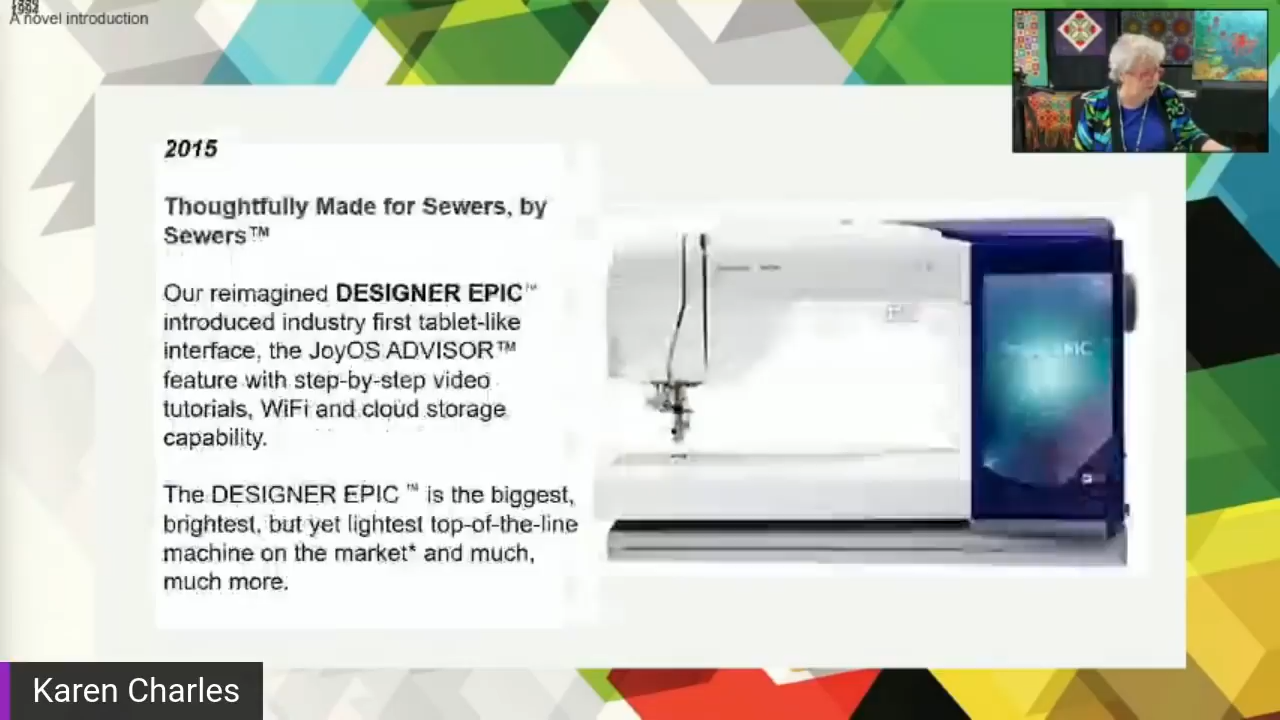 A novel introduction
2015
Thoughtfully Made for Sewers, by
Sewers™
Our reimagined DESIGNER EPIC™
introduced industry first tablet-like
interface, the JoyOS ADVISOR™
feature with step-by-step video
tutorials, WiFi and cloud storage
capability.
The DESIGNER EPIC ™ is the biggest,
brightest, but yet lightest top-of-the-line
machine on the market* and much,
much more.
EPIC
Karen Charles